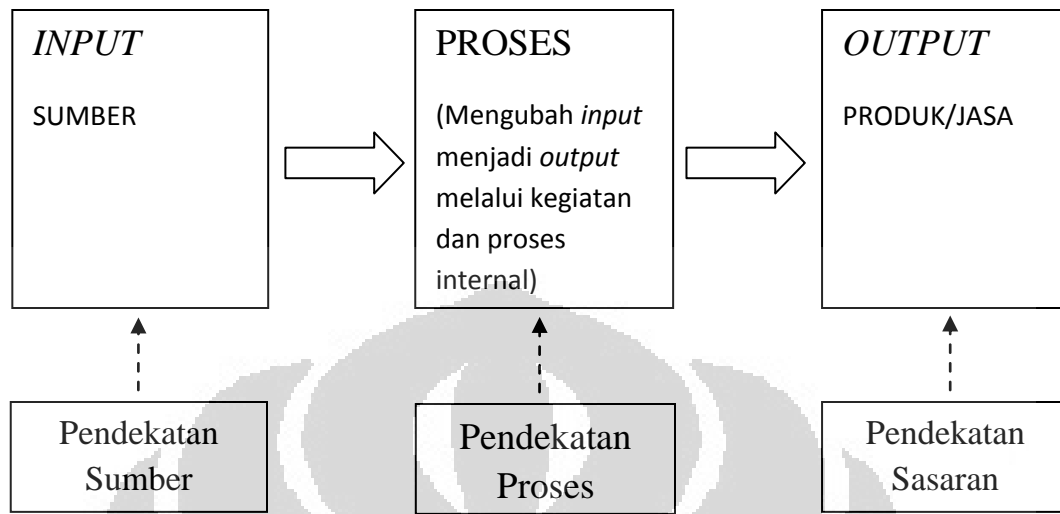 INPUT
SUMBER
PROSES
(Mengubah input
menjadi output
melalui kegiatan
dan proses
internal)
OUTPUT
PRODUK/JASA
Pendekatan
Sumber
Pendekatan
Proses
Pendekatan
Sasaran